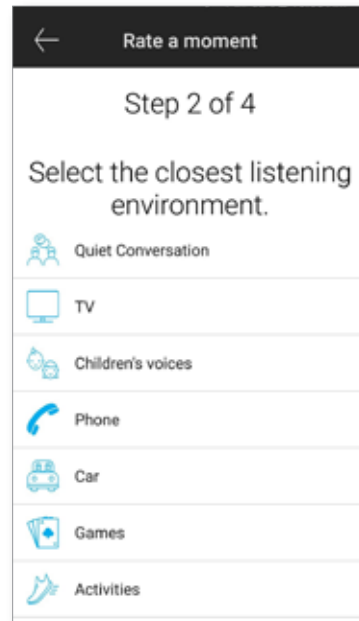 Rate a moment
Step 2 of 4
Select the closest listening
environment.
Quiet Conversation
TV
Children's voices
Phone
Car
Games
Activities